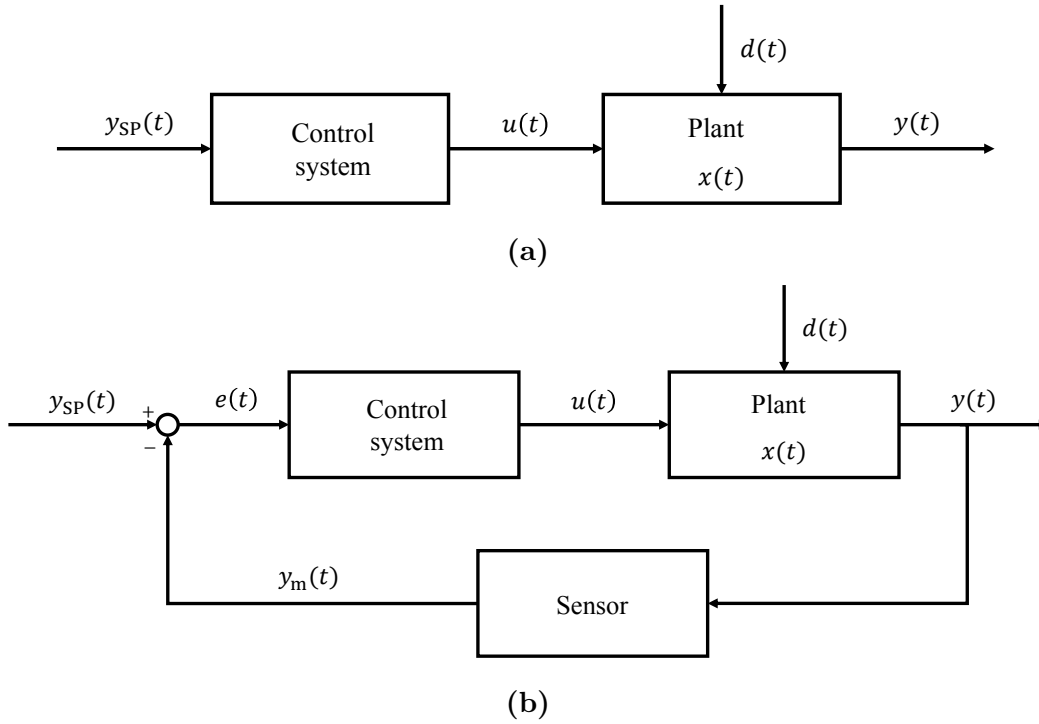 d(t)
y_SP(t)
Control
system
u(t)
Plant
x(t)
y(t)
(a)
d(t)
y_SP(t)
+
−
e(t)
Control
system
u(t)
Plant
x(t)
y(t)
y_m(t)
Sensor
(b)